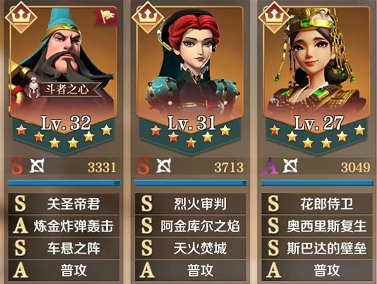 斗者之心
Lv. 32
S 3331
S 关圣帝君
A 炼金炸弹轰击
S 车悬之阵
A 普攻
Lv. 31
S 3713
S 烈火审判
S 阿金库尔之焰
S 天火焚城
A 普攻
Lv. 27
A 3049
S 花郎侍卫
S 奥西里斯复生
S 斯巴达的壁垒
A 普攻